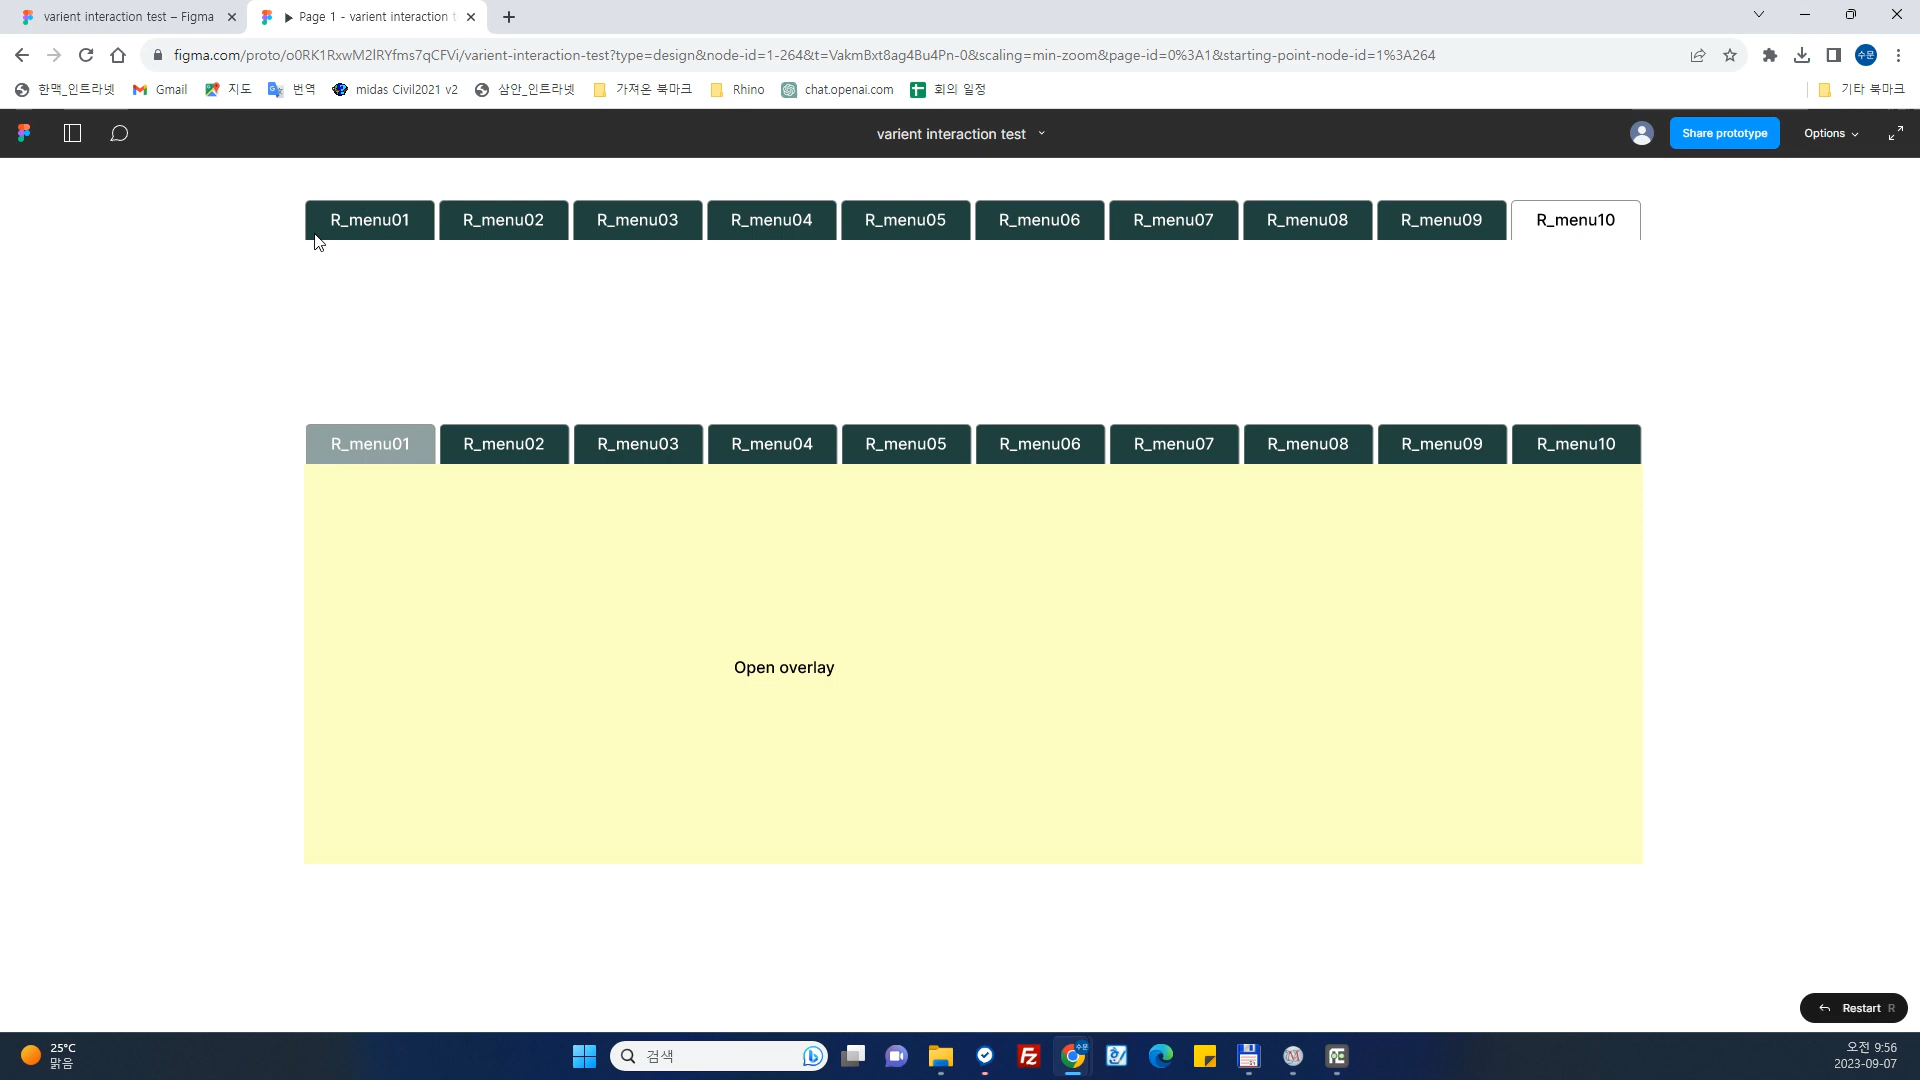 varient interaction test – Figma
Page 1 - varient interaction t
figma.com/proto/o0RK1RxwM2lRYfms7qCFVi/varient-interaction-test?type=design&node-id=1-264&t=VakmBxt8ag4Bu4Pn-0&scaling=min-zoom&page-id=0%3A1&starting-point-node-id=1%3A264
수문
한맥_인트라넷 Gmail 지도 번역 midas Civil2021 v2 삼안_인트라넷 가져온 북마크 Rhino chat.openai.com 회의 일정 기타 북마크
varient interaction test Share prototype Options
R_menu01 R_menu02 R_menu03 R_menu04 R_menu05 R_menu06 R_menu07 R_menu08 R_menu09 R_menu10
R_menu01 R_menu02 R_menu03 R_menu04 R_menu05 R_menu06 R_menu07 R_menu08 R_menu09 R_menu10
Open overlay
Restart R
25°C
맑음
검색
오전 9:56
2023-09-07